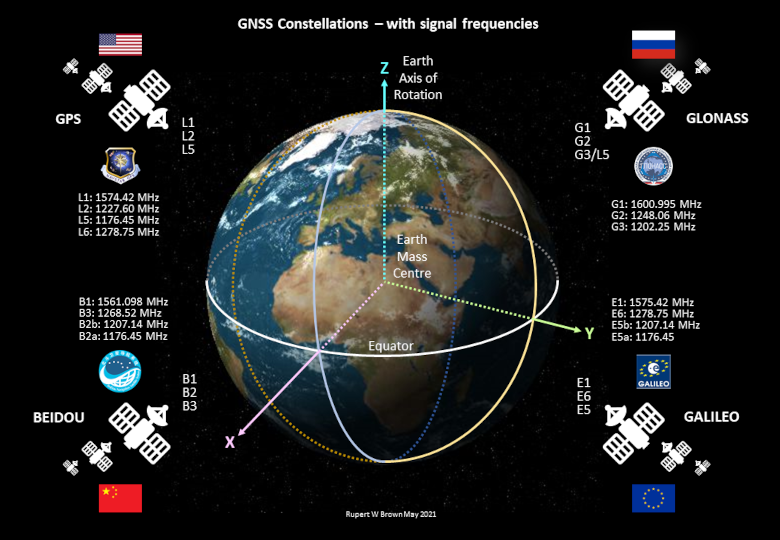 GNSS Constellations – with signal frequencies
Z
Earth
Axis of
Rotation
GPS
L1
L2
L5
L1: 1574.42 MHz
L2: 1227.60 MHz
L5: 1176.45 MHz
L6: 1278.75 MHz
GLONASS
G1
G2
G3/L5
G1: 1600.995 MHz
G2: 1248.06 MHz
G3: 1202.25 MHz
Earth
Mass
Centre
Equator
X
Y
B1: 1561.098 MHz
B3: 1268.52 MHz
B2b: 1207.14 MHz
B2a: 1176.45 MHz
BEIDOU
B1
B2
B3
E1: 1575.42 MHz
E6: 1278.75 MHz
E5b: 1207.14 MHz
E5a: 1176.45
GALILEO
E1
E6
E5
GALILEO
Rupert W Brown May 2021